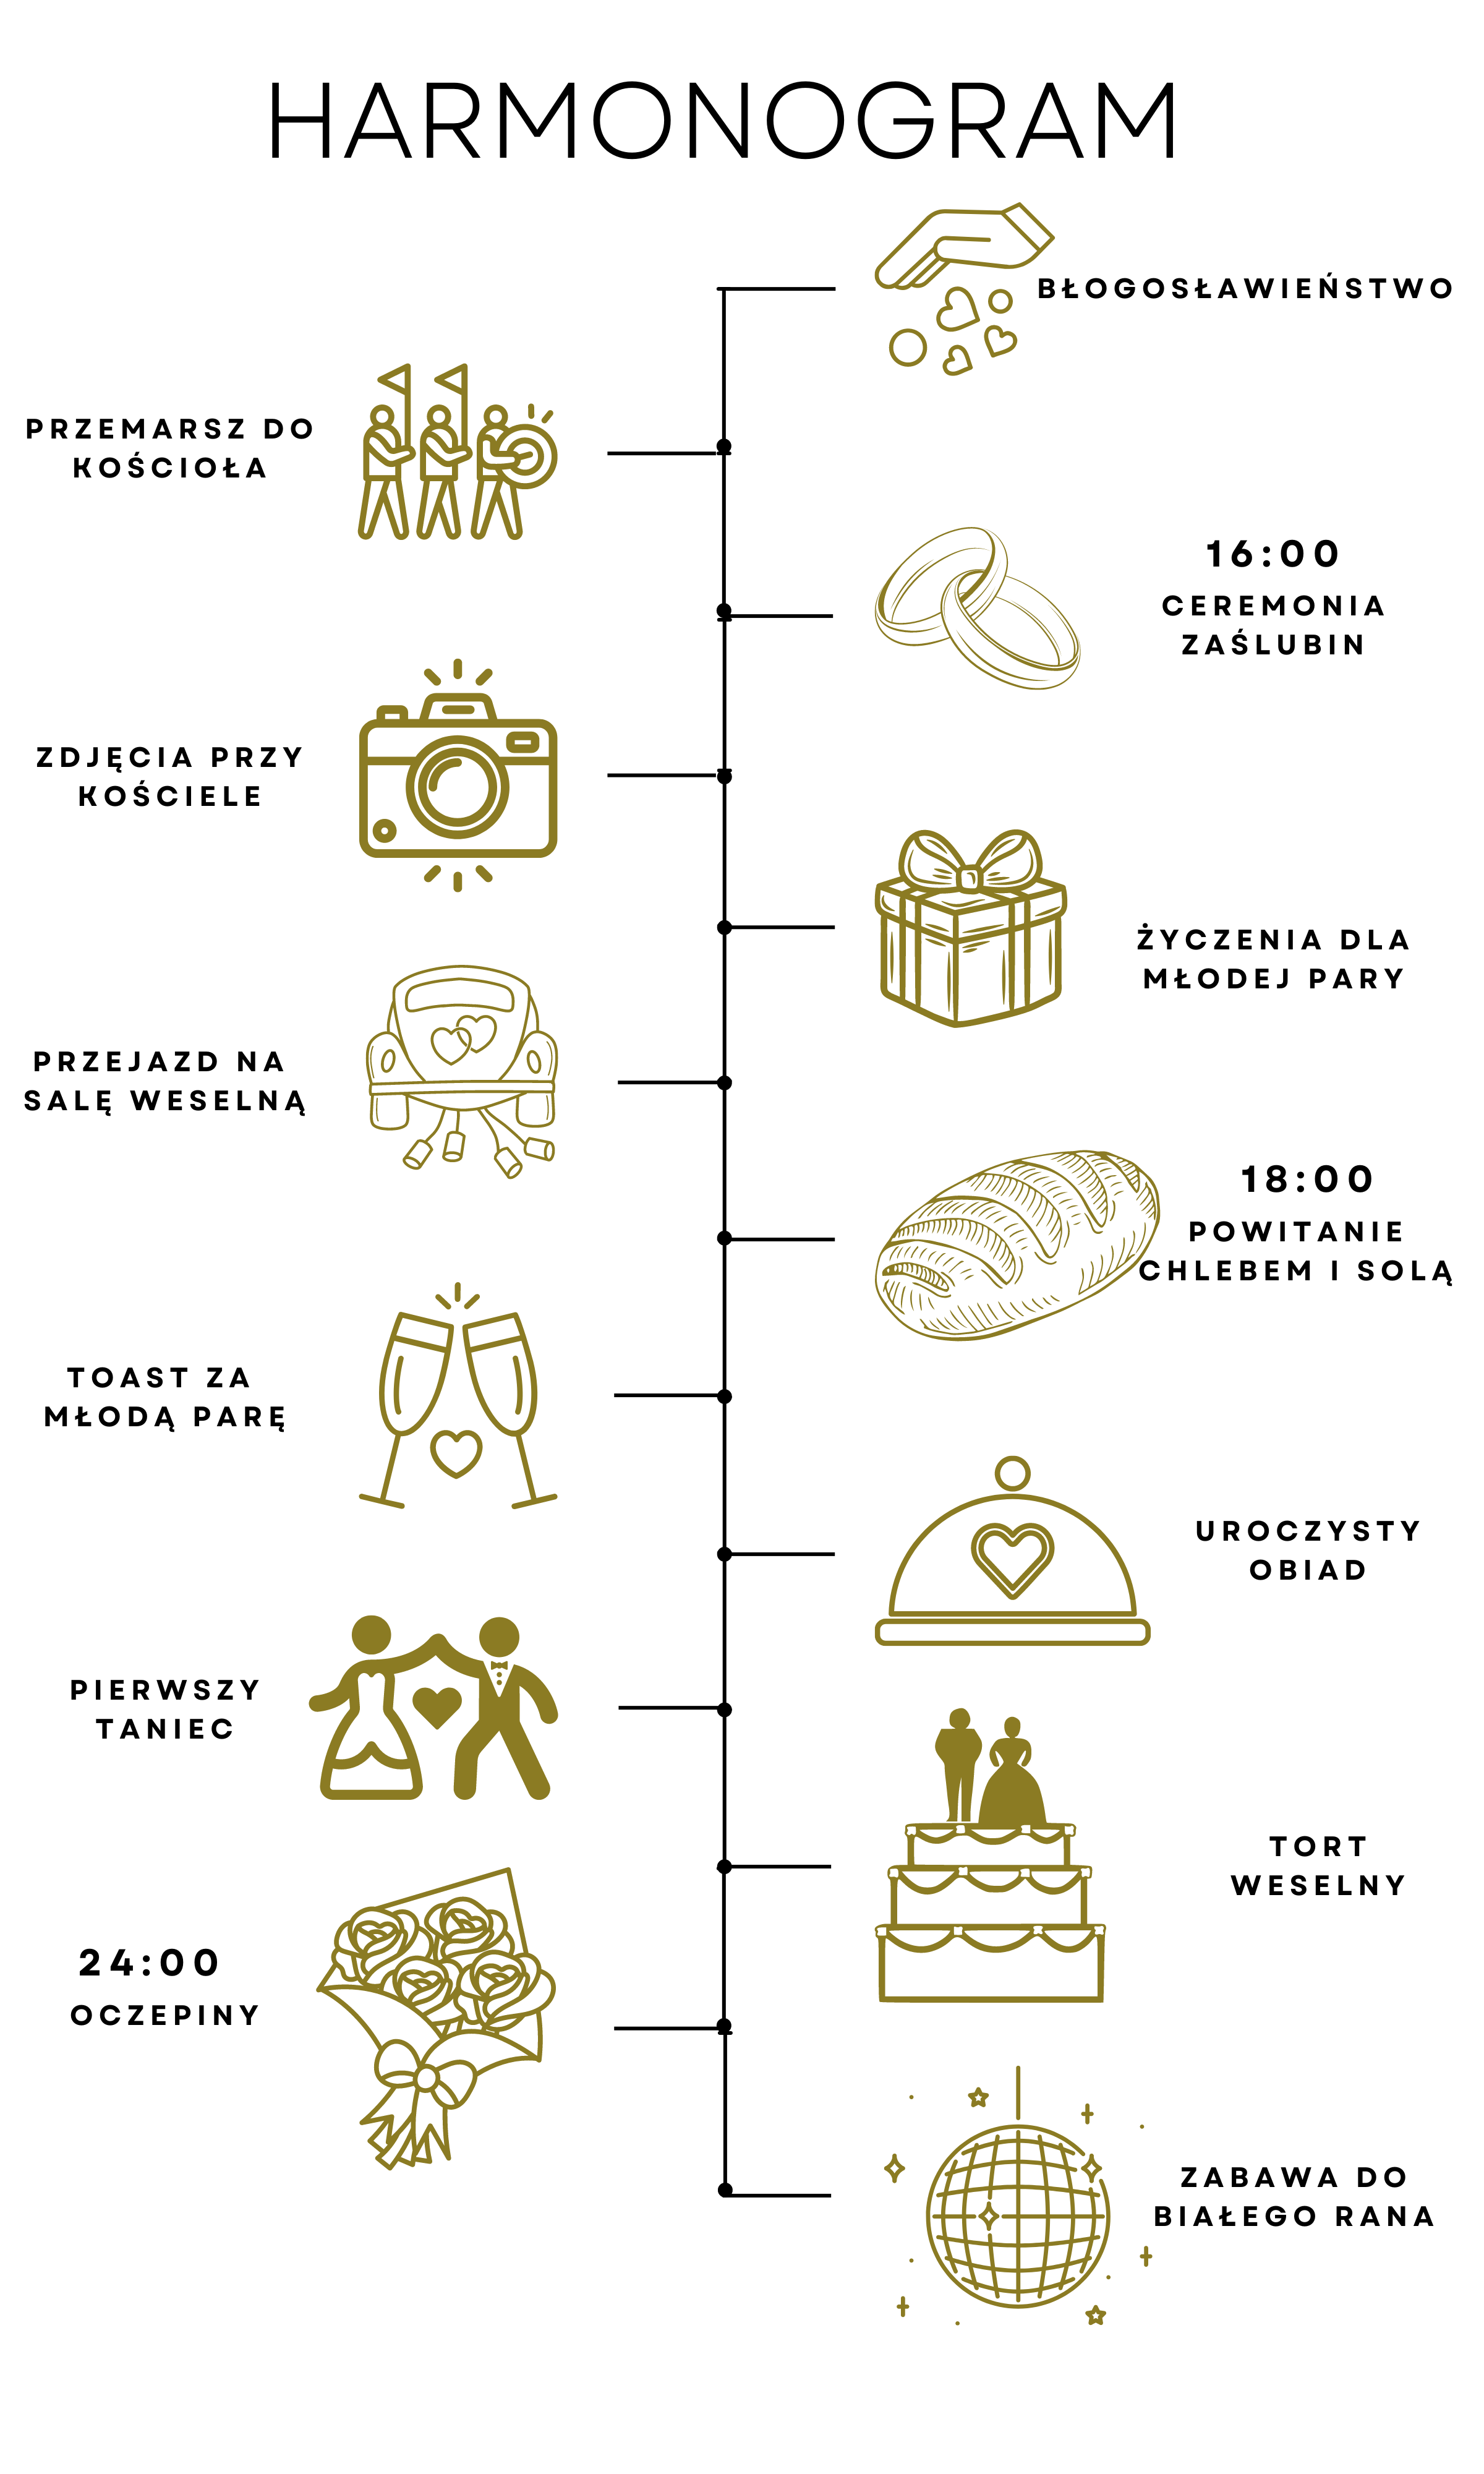 HARMONOGRAM
BŁOGOSŁAWIEŃSTWO
PRZEMARSZ DO
KOŚCIOŁA
16:00
CEREMONIA
ZAŚLUBIN
ZDJĘCIA PRZY
KOŚCIELE
ŻYCZENIA DLA
MŁODEJ PARY
PRZEJAZD NA
SALĘ WESELNĄ
18:00
POWITANIE
CHLEBEM I SOLĄ
TOAST ZA
MŁODĄ PARĘ
UROCZYSTY
OBIAD
PIERWSZY
TANIEC
TORT
WESELNY
24:00
OCZEPINY
ZABAWA DO
BIAŁEGO RANA